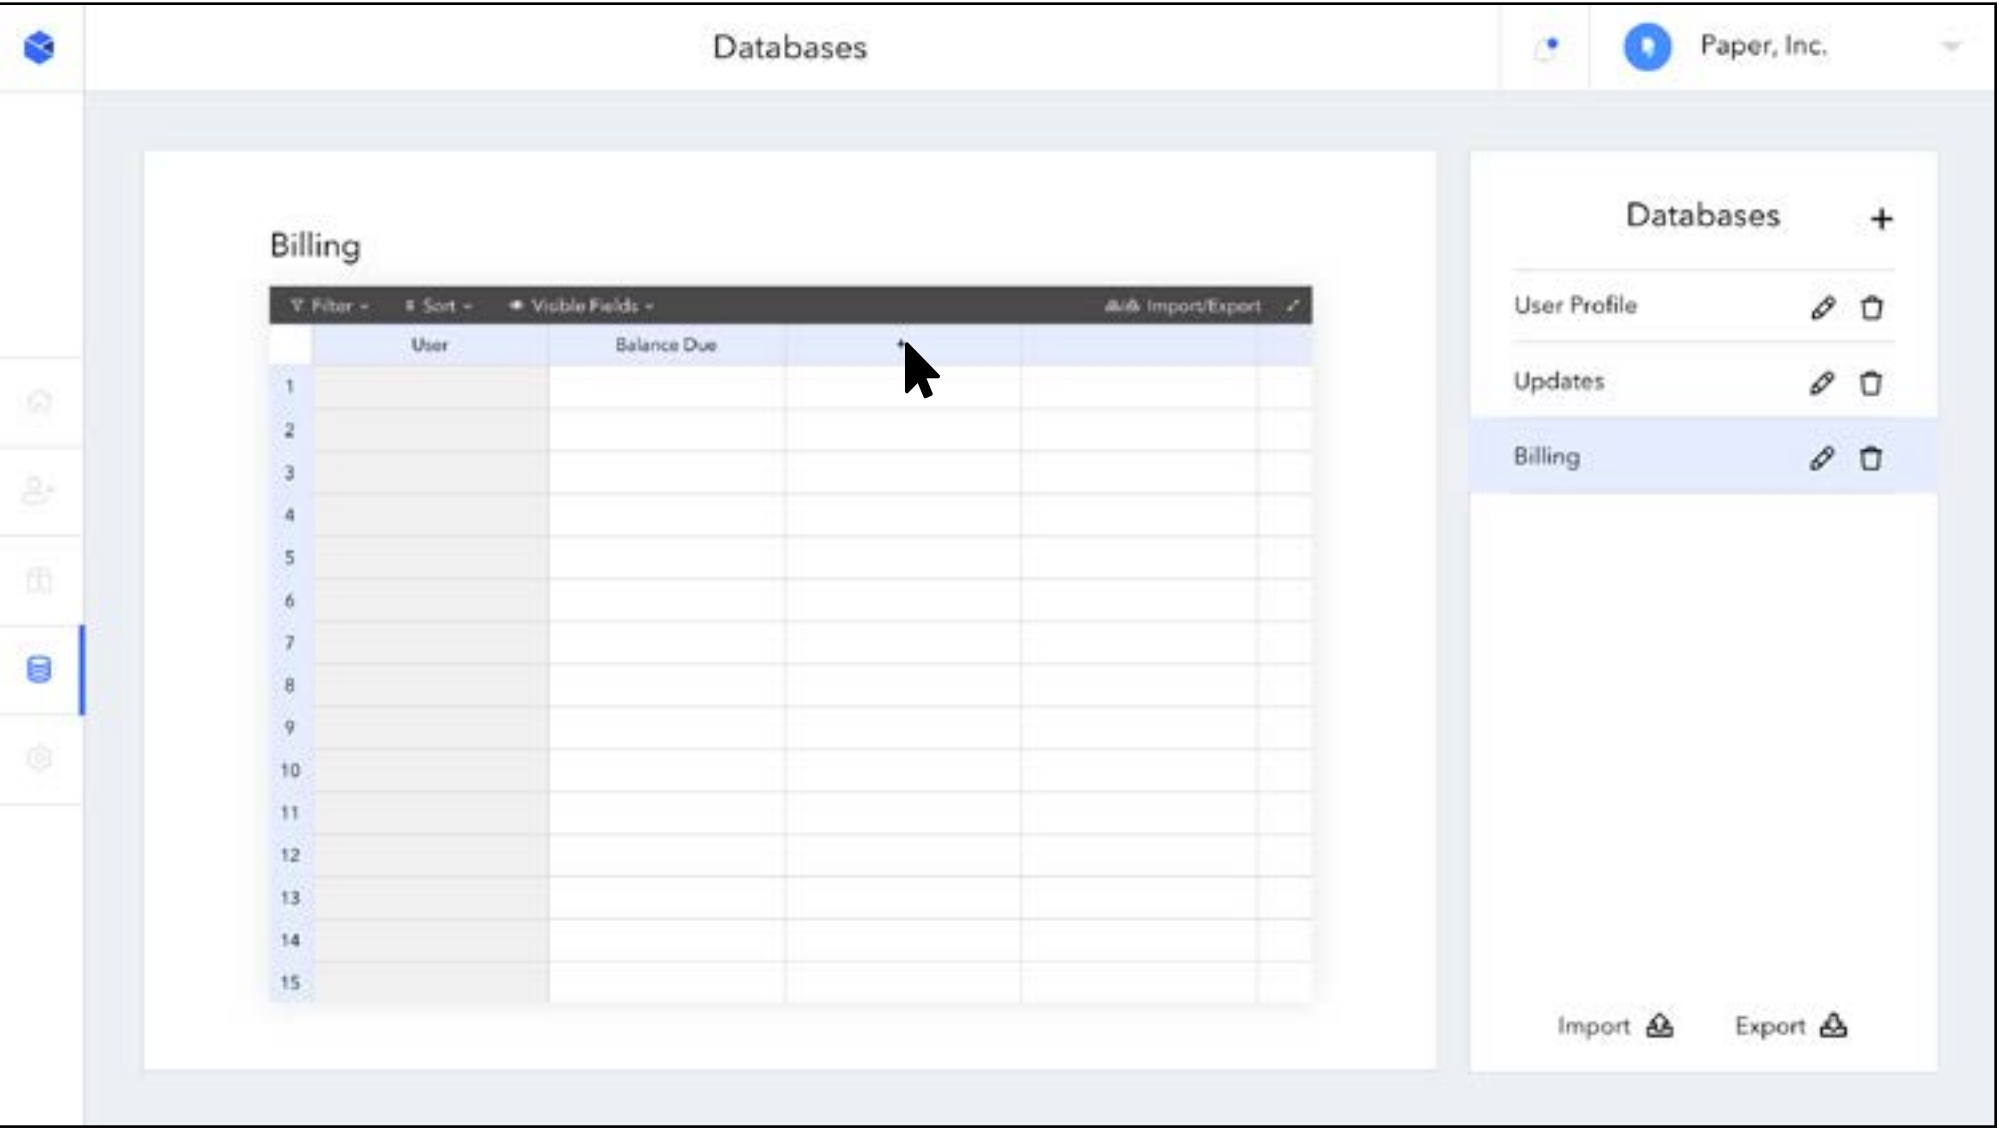 Databases
Paper, Inc.
Billing
Filter
Sort
Visible Fields
Import/Export
User
Balance Due
+
1
2
3
4
5
6
7
8
9
10
11
12
13
14
15
Databases +
User Profile
Updates
Billing
Import
Export